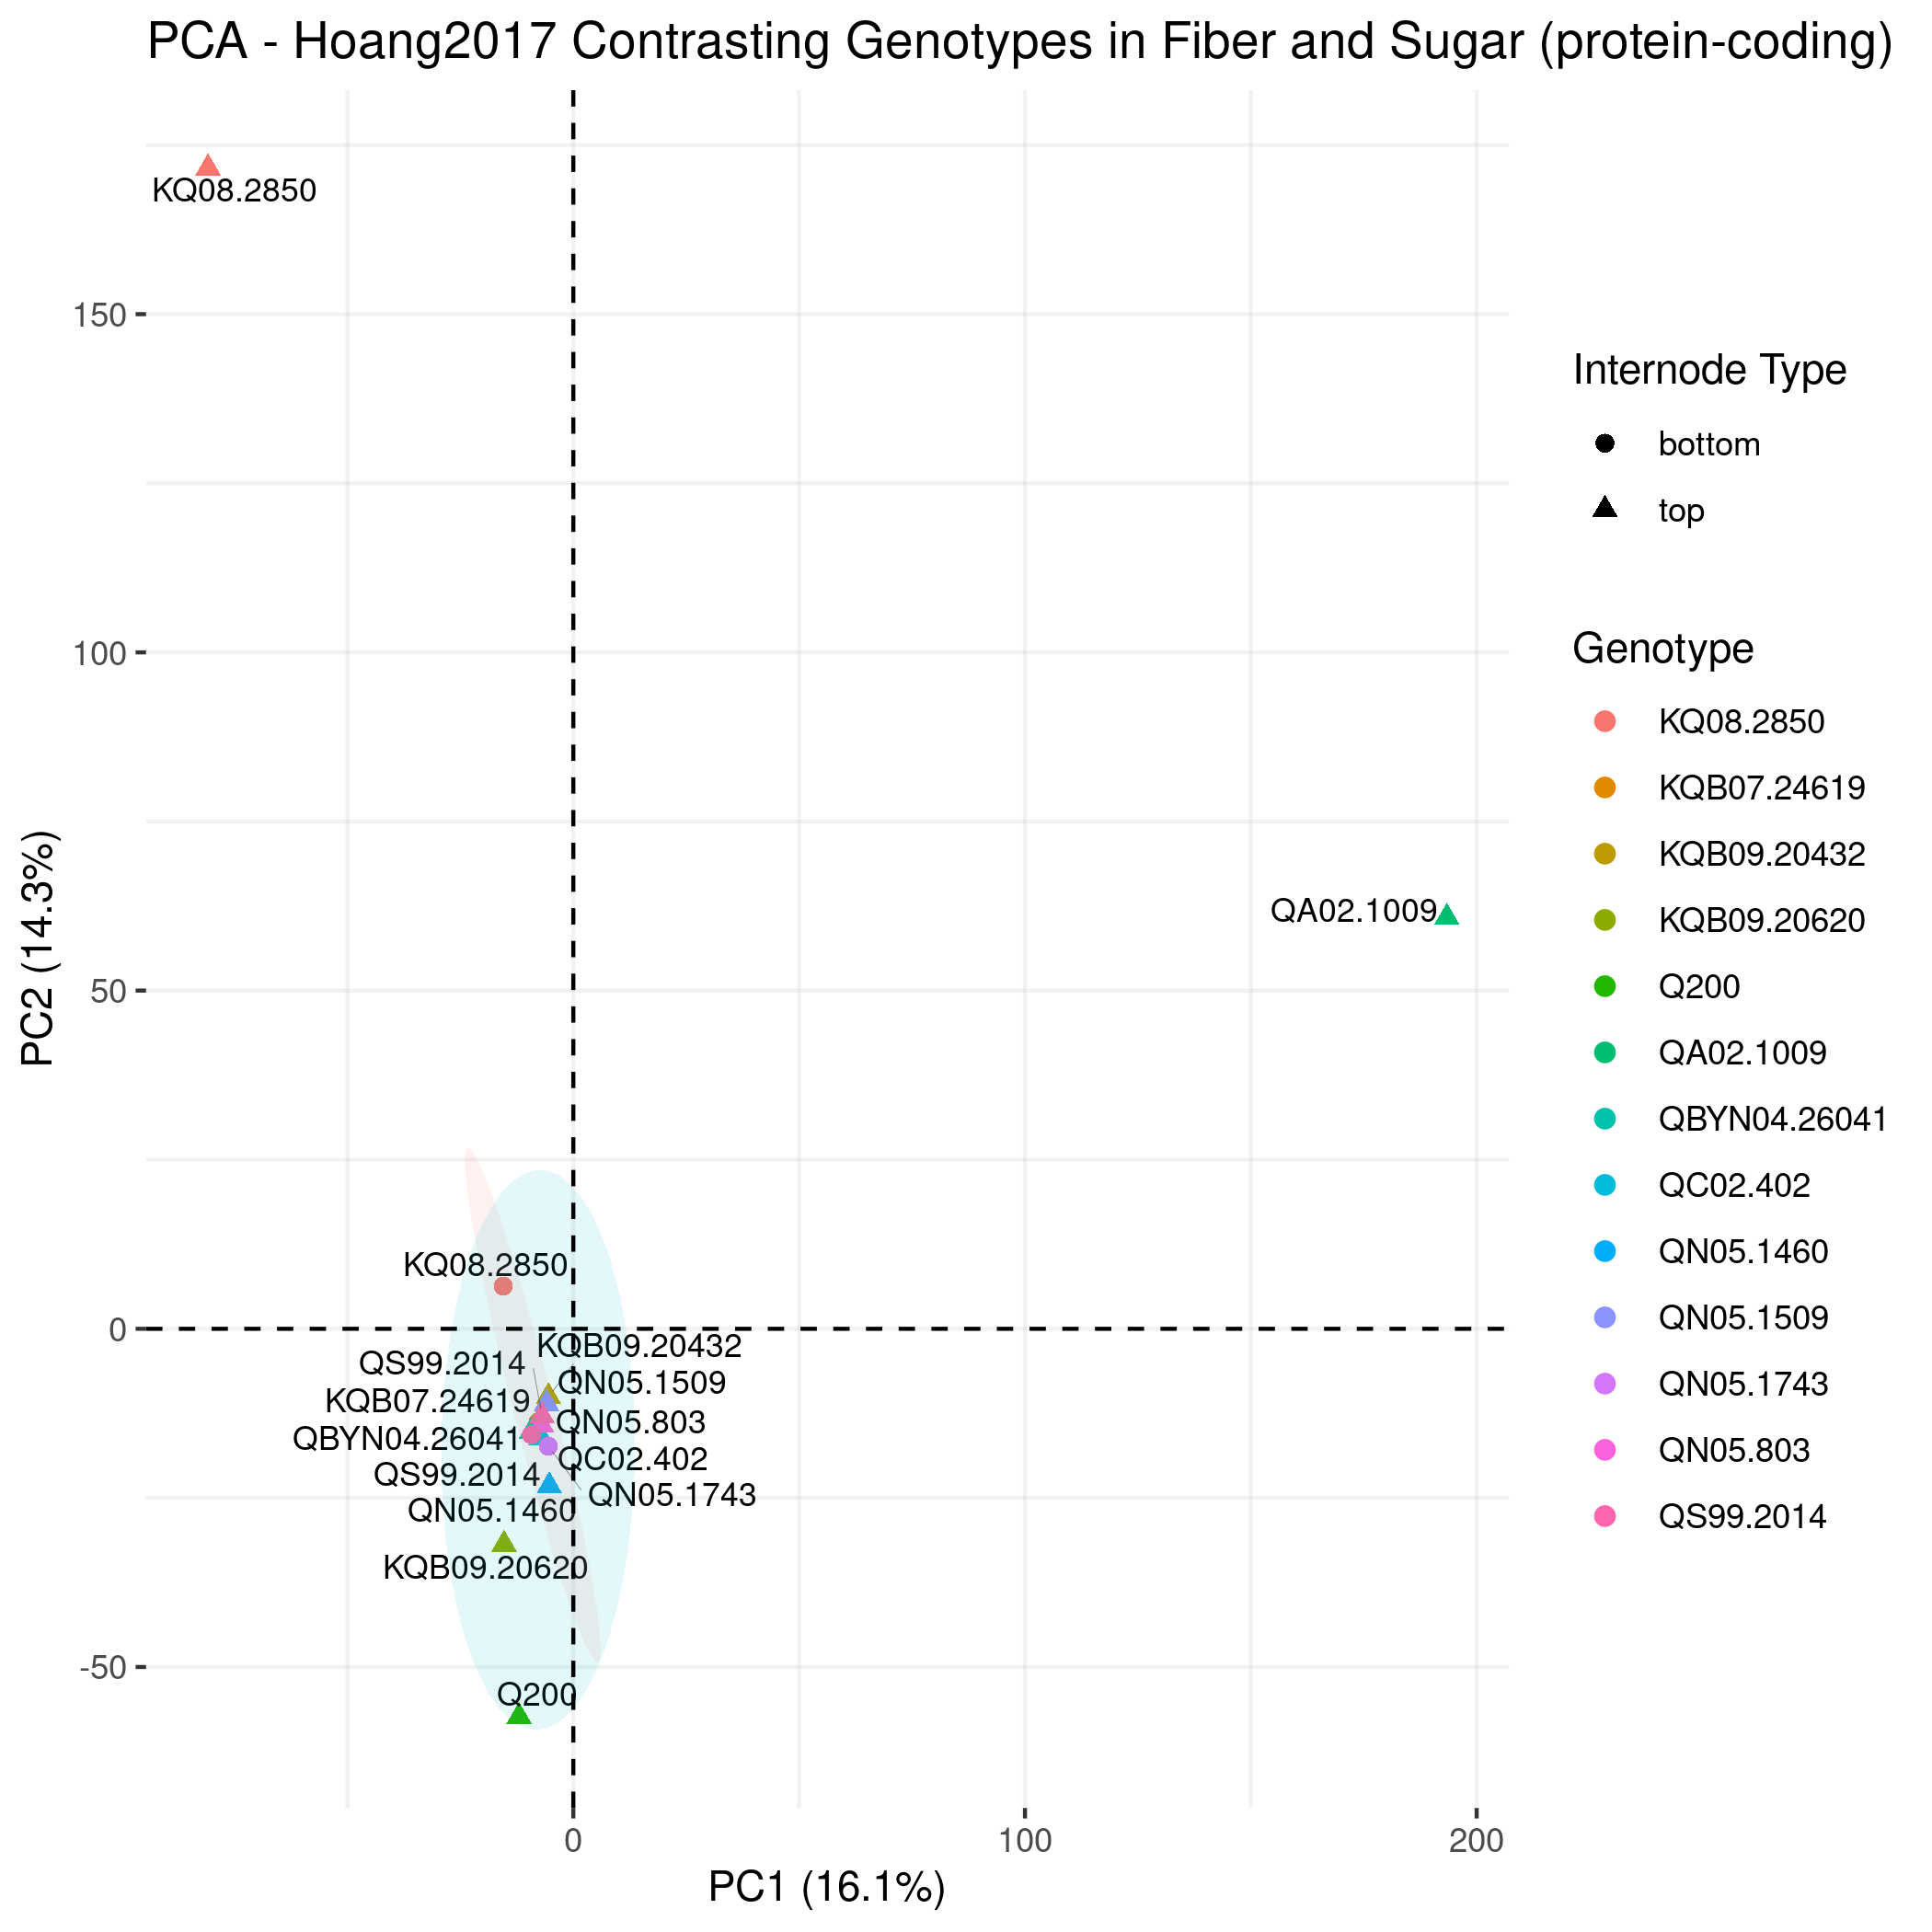 PCA - Hoang2017 Contrasting Genotypes in Fiber and Sugar (protein-coding)
KQ08.2850
150
100
50
0
-50
PC2 (14.3%)
QA02.1009
KQ08.2850
KQB09.20432
QS99.2014
QN05.1509
KQB07.24619
QN05.803
QBYN04.26041
QC02.402
QS99.2014
QN05.1743
QN05.1460
KQB09.20620
Q200
0
100
200
PC1 (16.1%)
Internode Type
bottom
top
Genotype
KQ08.2850
KQB07.24619
KQB09.20432
KQB09.20620
Q200
QA02.1009
QBYN04.26041
QC02.402
QN05.1460
QN05.1509
QN05.1743
QN05.803
QS99.2014